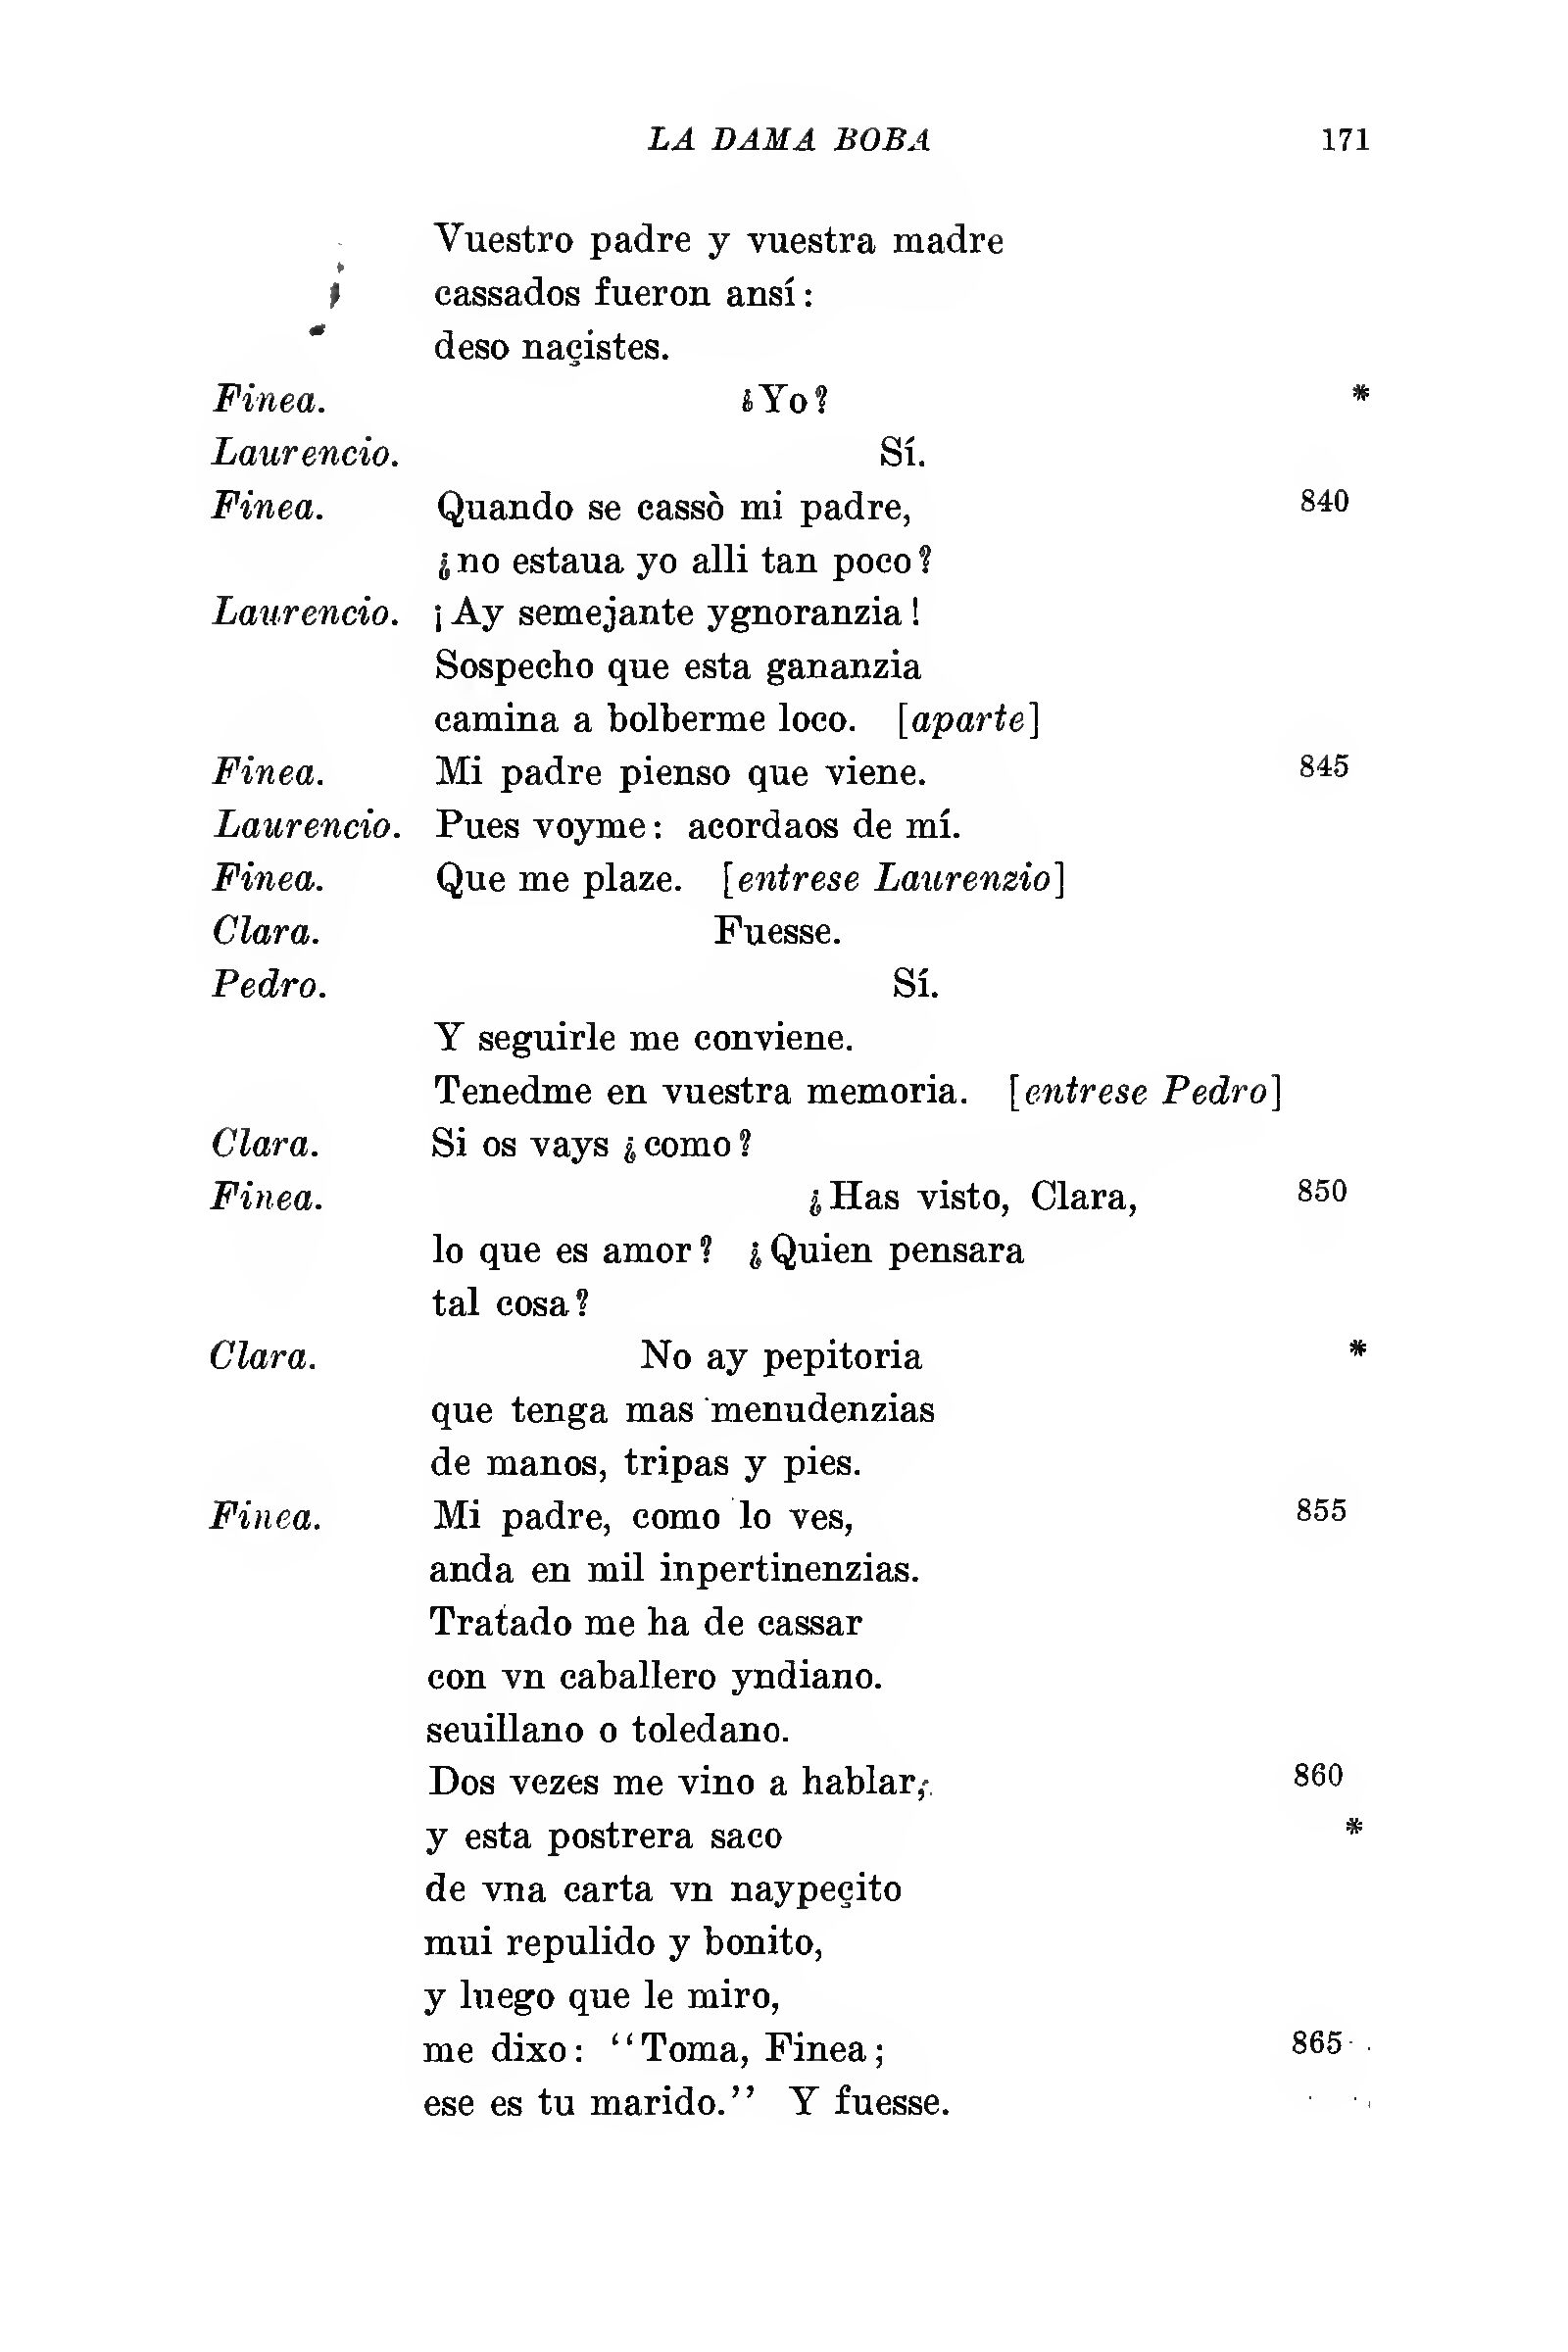 LA DAMA BOBA 171
Vuestro padre y vuestra madre
cassados fueron ansí:
deso naçistes.
Finea. ¿Yo? *
Laurencio. Sí.
Finea. Quando se cassò mi padre, 840
¿no estaua yo alli tan poco?
Laurencio. ¡Ay semejante ygnoranzia!
Sospecho que esta gananzia
camina a bolberme loco. [aparte]
Finea. Mi padre pienso que viene. 845
Laurencio. Pues voyme: acordaos de mí.
Finea. Que me plaze. [entrese Laurenzio]
Clara. Fuesse.
Pedro. Sí.
Y seguirle me conviene.
Tenedme en vuestra memoria. [entrese Pedro]
Clara. Si os vays ¿como?
Finea. ¿Has visto, Clara, 850
lo que es amor? ¿Quien pensara
tal cosa?
Clara. No ay pepitoria *
que tenga mas menudenzias
de manos, tripas y pies.
Finea. Mi padre, como lo ves, 855
anda en mil inpertinenzias.
Tratado me ha de cassar
con vn caballero yndiano.
seuillano o toledano.
Dos vezes me vino a hablar, 860
y esta postrera saco *
de vna carta vn naypeçito
mui repulido y bonito,
y luego que le miro,
me dixo: "Toma, Finea; 865
ese es tu marido." Y fuesse.